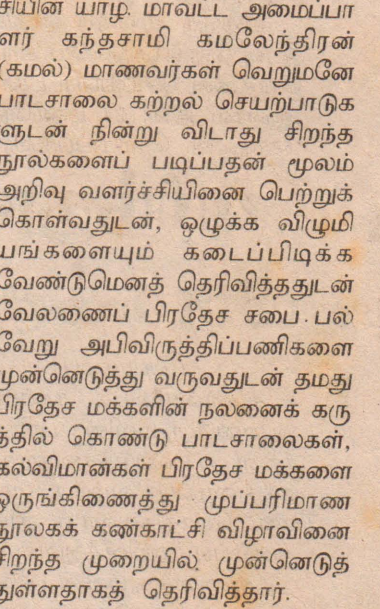 சியின் யாழ். மாவட்ட அமைப்பா
ளர் கந்தசாமி கமலேந்திரன்
(கமல்) மாணவர்கள் வெறுமனே
பாடசாலை கற்றல் செயற்பாடுக
ளுடன் நின்று விடாது சிறந்த
நூல்களைப் படிப்பதன் மூலம்
அறிவு வளர்ச்சியினை பெற்றுக்
கொள்வதுடன், ஒழுக்க விழுமி
யங்களையும் கடைப்பிடிக்க
வேண்டுமெனத் தெரிவித்ததுடன்
வேலணைப் பிரதேச சபை பல்
வேறு அபிவிருத்திப்பணிகளை
முன்னெடுத்து வருவதுடன் தமது
பிரதேச மக்களின் நலனைக் கரு
த்தில் கொண்டு பாடசாலைகள்,
கல்விமான்கள் பிரதேச மக்களை
ஒருங்கிணைத்து முப்பரிமாண
நூலகக் கண்காட்சி விழாவினை
சிறந்த முறையில் முன்னெடுத்
துள்ளதாகத் தெரிவித்தார்.